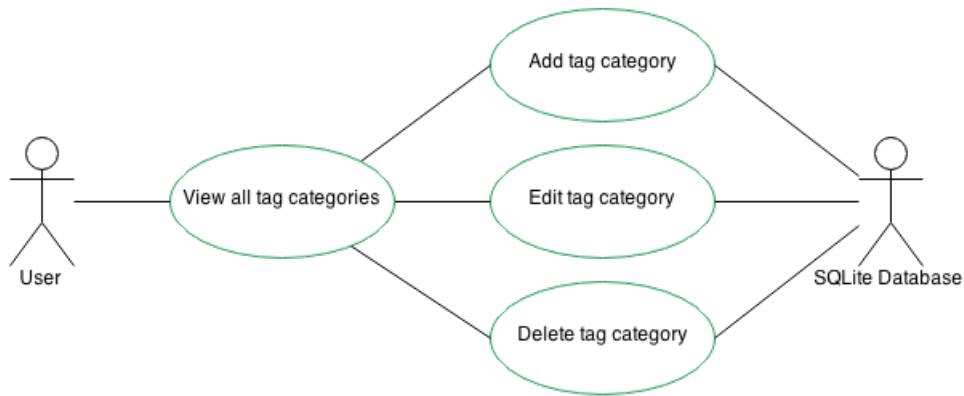 Add tag category
View all tag categories
Edit tag category
User
SQLite Database
Delete tag category